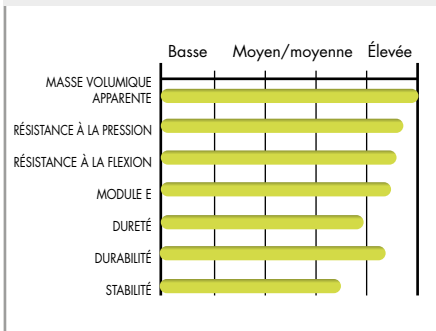 Basse Moyen/moyenne Élevée
MASSE VOLUMIQUE
APPARENTE
RÉSISTANCE À LA PRESSION
RÉSISTANCE À LA FLEXION
MODULE E
DURETÉ
DURABILITÉ
STABILITÉ